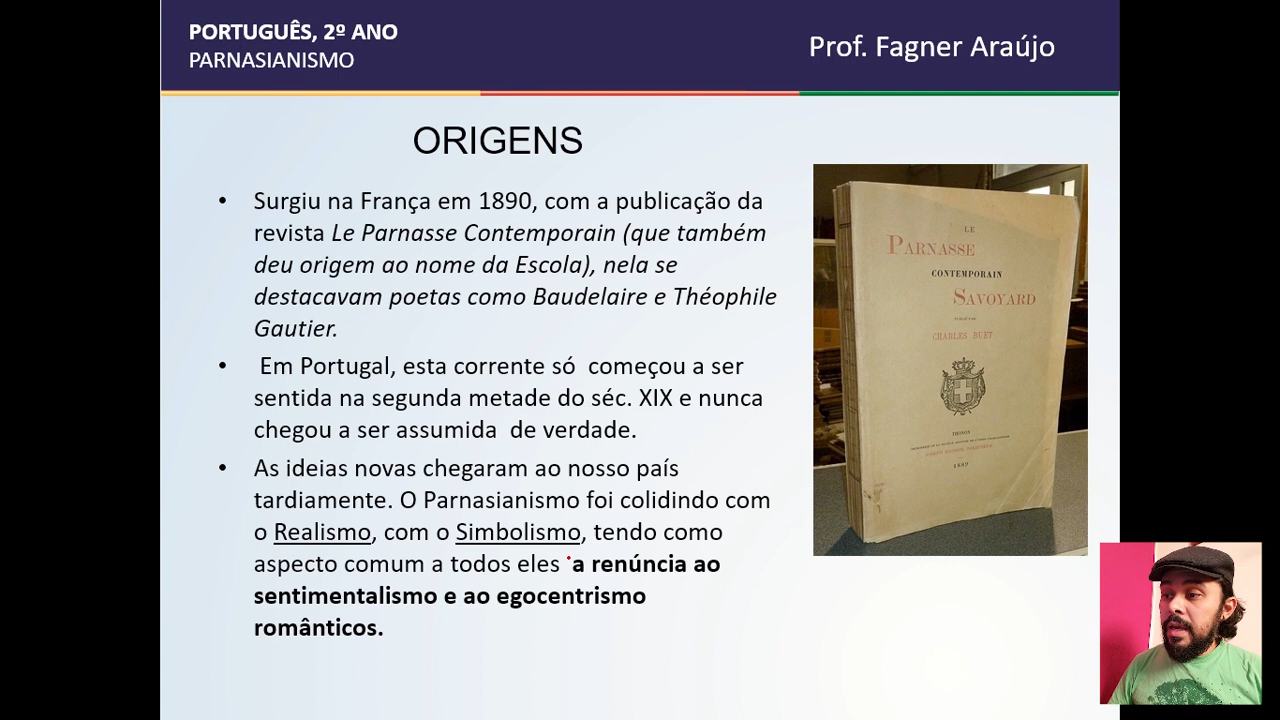 PORTUGUÊS, 2º ANO
PARNASIANISMO
Prof. Fagner Araújo
ORIGENS
• Surgiu na França em 1890, com a publicação da
revista Le Parnasse Contemporain (que também
deu origem ao nome da Escola), nela se
destacavam poetas como Baudelaire e Théophile
Gautier.
• Em Portugal, esta corrente só começou a ser
sentida na segunda metade do séc. XIX e nunca
chegou a ser assumida de verdade.
• As ideias novas chegaram ao nosso país
tardiamente. O Parnasianismo foi colidindo com
o Realismo, com o Simbolismo, tendo como
aspecto comum a todos eles a renúncia ao
sentimentalismo e ao egocentrismo
românticos.
LE
PARNASSE
CONTEMPORAIN
SAVOYARD
CHARLES BUET
THONON
1889